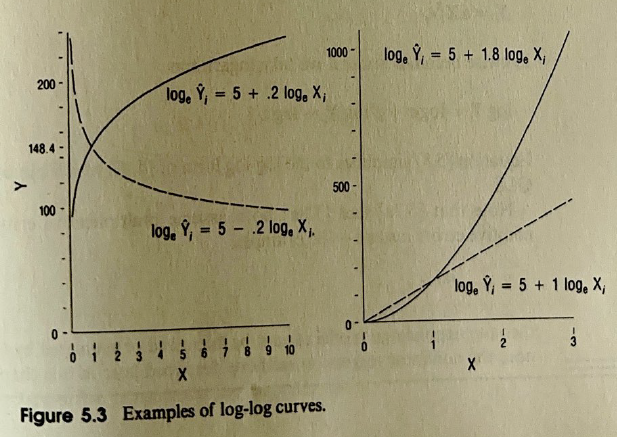 200
148.4
100
0
Y
logₑ Ŷᵢ = 5 + .2 logₑ Xᵢ
logₑ Ŷᵢ = 5 − .2 logₑ Xᵢ.
0 1 2 3 4 5 6 7 8 9 10
X
1000
500
0
logₑ Ŷᵢ = 5 + 1.8 logₑ Xᵢ
logₑ Ŷᵢ = 5 + 1 logₑ Xᵢ
0 1 2 3
X
Figure 5.3 Examples of log-log curves.